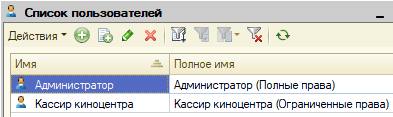 Список пользователей
Действия
Имя Полное имя
Администратор Администратор (Полные права)
Кассир киноцентра Кассир киноцентра (Ограниченные права)